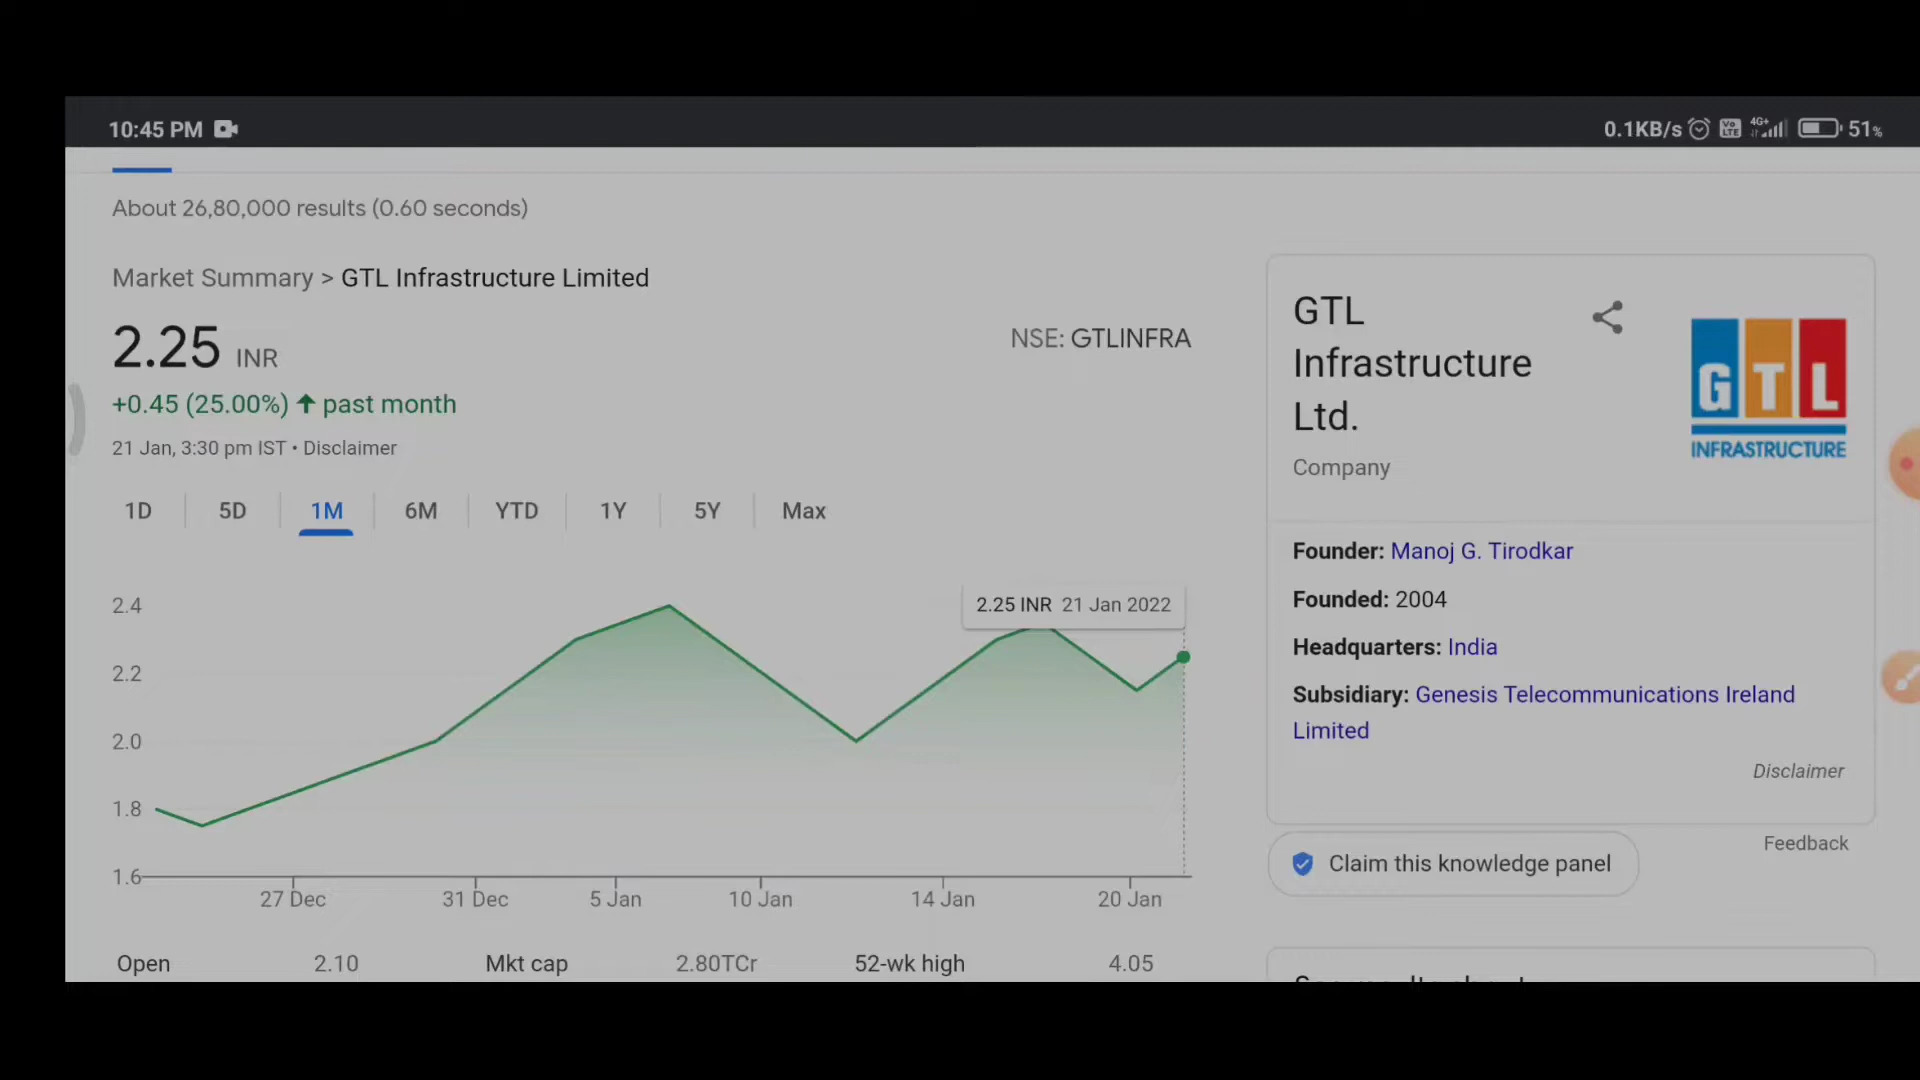 10:45 PM
0.1KB/s Vo LTE 4G+ 51%
About 26,80,000 results (0.60 seconds)
Market Summary > GTL Infrastructure Limited
2.25 INR
NSE: GTLINFRA
+0.45 (25.00%) ↑ past month
21 Jan, 3:30 pm IST • Disclaimer
1D 5D 1M 6M YTD 1Y 5Y Max
2.25 INR 21 Jan 2022
2.4
2.2
2.0
1.8
1.6
27 Dec 31 Dec 5 Jan 10 Jan 14 Jan 20 Jan
Open 2.10 Mkt cap 2.80TCr 52-wk high 4.05
GTL
Infrastructure
Ltd.
Company
GTL
INFRASTRUCTURE
Founder: Manoj G. Tirodkar
Founded: 2004
Headquarters: India
Subsidiary: Genesis Telecommunications Ireland
Limited
Disclaimer
Feedback
Claim this knowledge panel